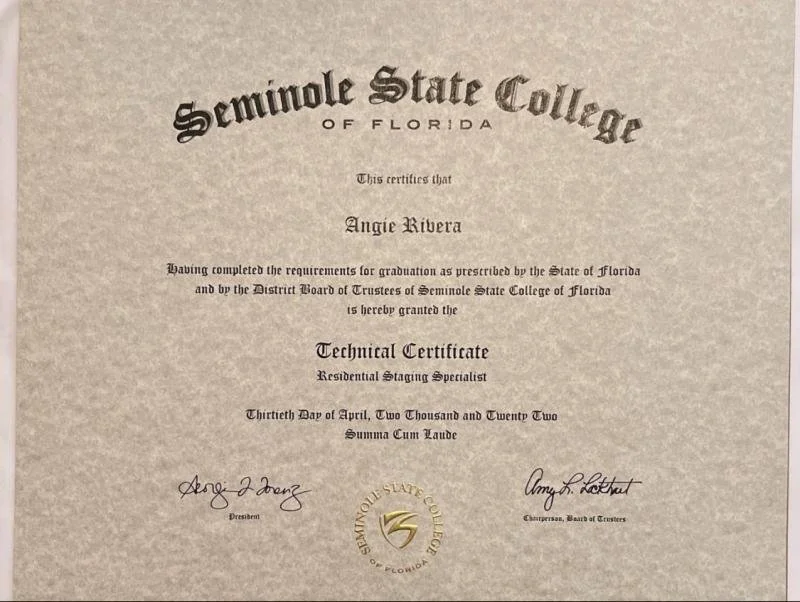 Seminole State College
OF FLORIDA
This certifies that
Angie Rivera
Having completed the requirements for graduation as prescribed by the State of Florida
and by the District Board of Trustees of Seminole State College of Florida
is hereby granted the
Technical Certificate
Residential Staging Specialist
Thirtieth Day of April, Two Thousand and Twenty Two
Summa Cum Laude
Amy L. Lockhart
President
Chairperson, Board of Trustees
SEMINOLE STATE COLLEGE
OF FLORIDA